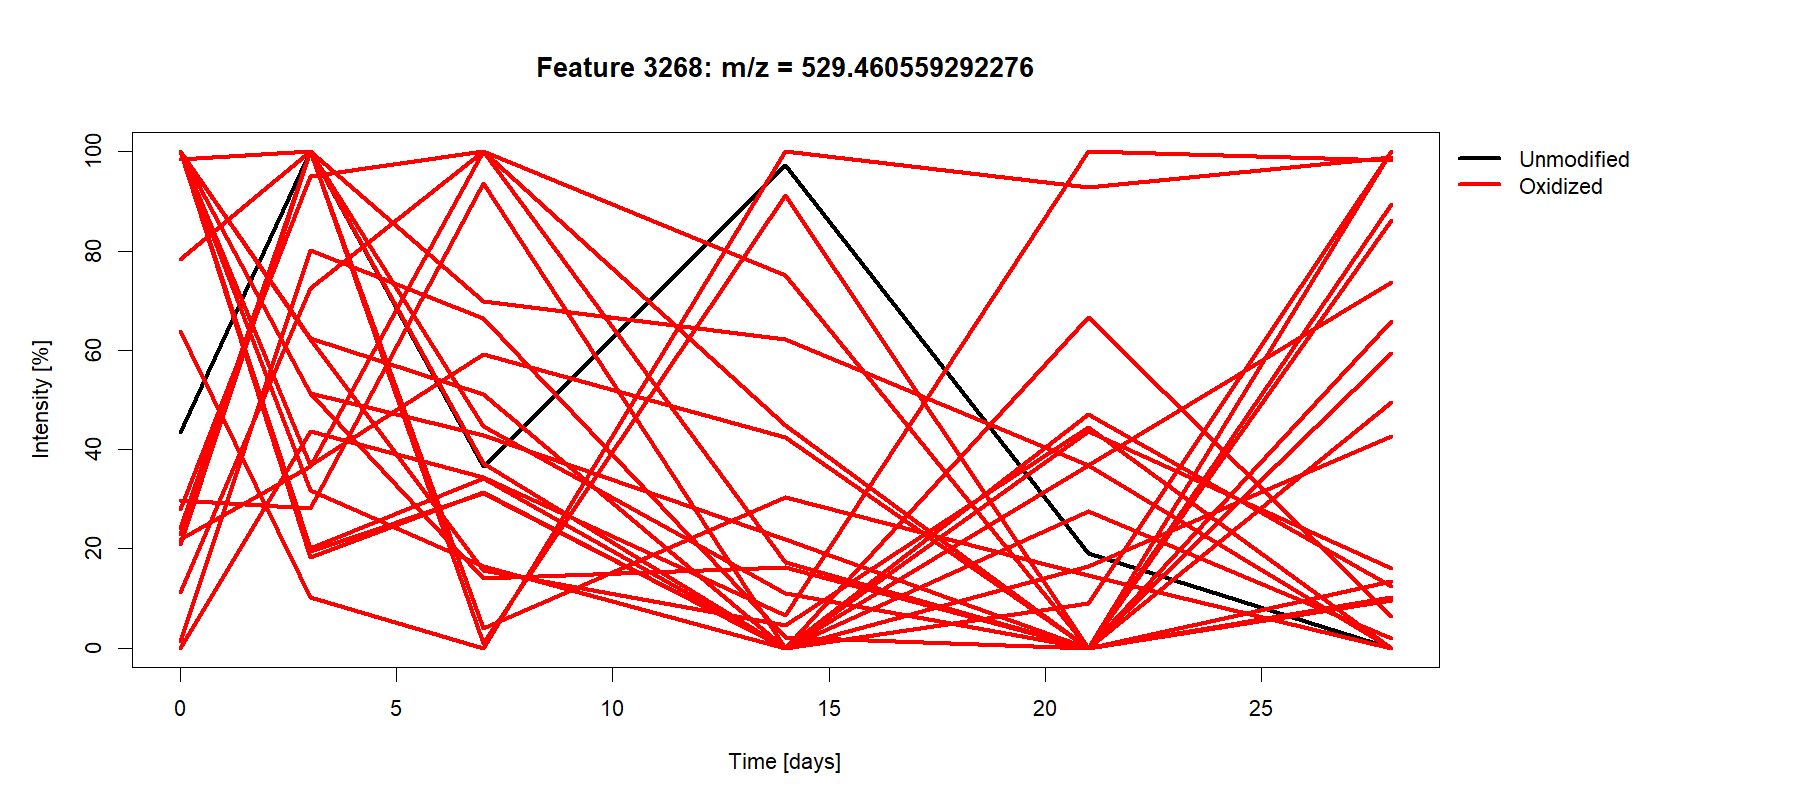 Feature 3268: m/z = 529.460559292276
Unmodified
Oxidized
Intensity [%]
100
80
60
40
20
0
0 5 10 15 20 25
Time [days]